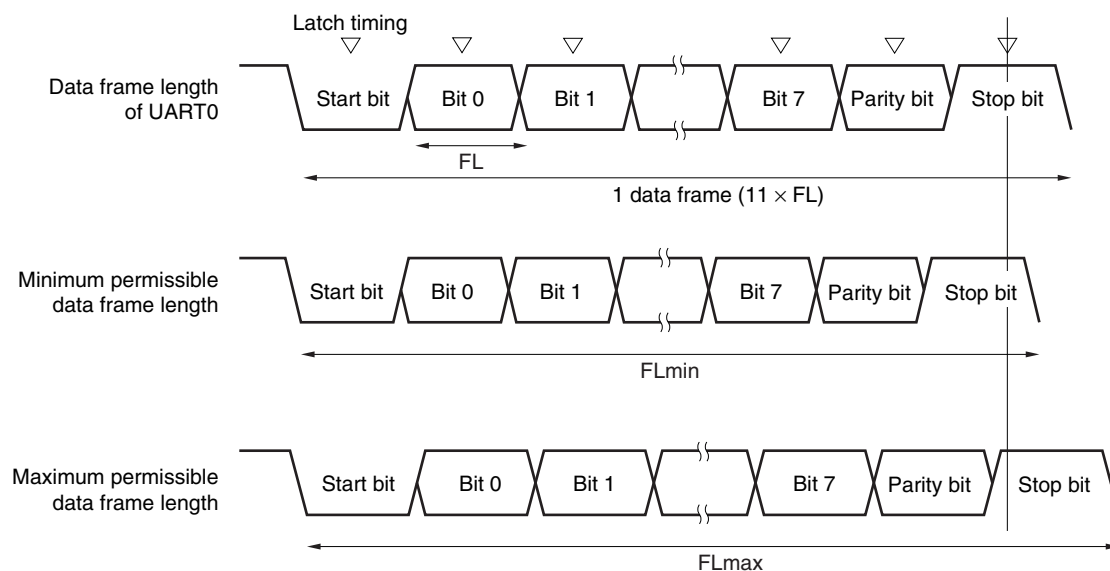 Latch timing
Data frame length
of UART0
Start bit
Bit 0
Bit 1
Bit 7
Parity bit
Stop bit
FL
1 data frame (11 × FL)
Minimum permissible
data frame length
Start bit
Bit 0
Bit 1
Bit 7
Parity bit
Stop bit
FLmin
Maximum permissible
data frame length
Start bit
Bit 0
Bit 1
Bit 7
Parity bit
Stop bit
FLmax